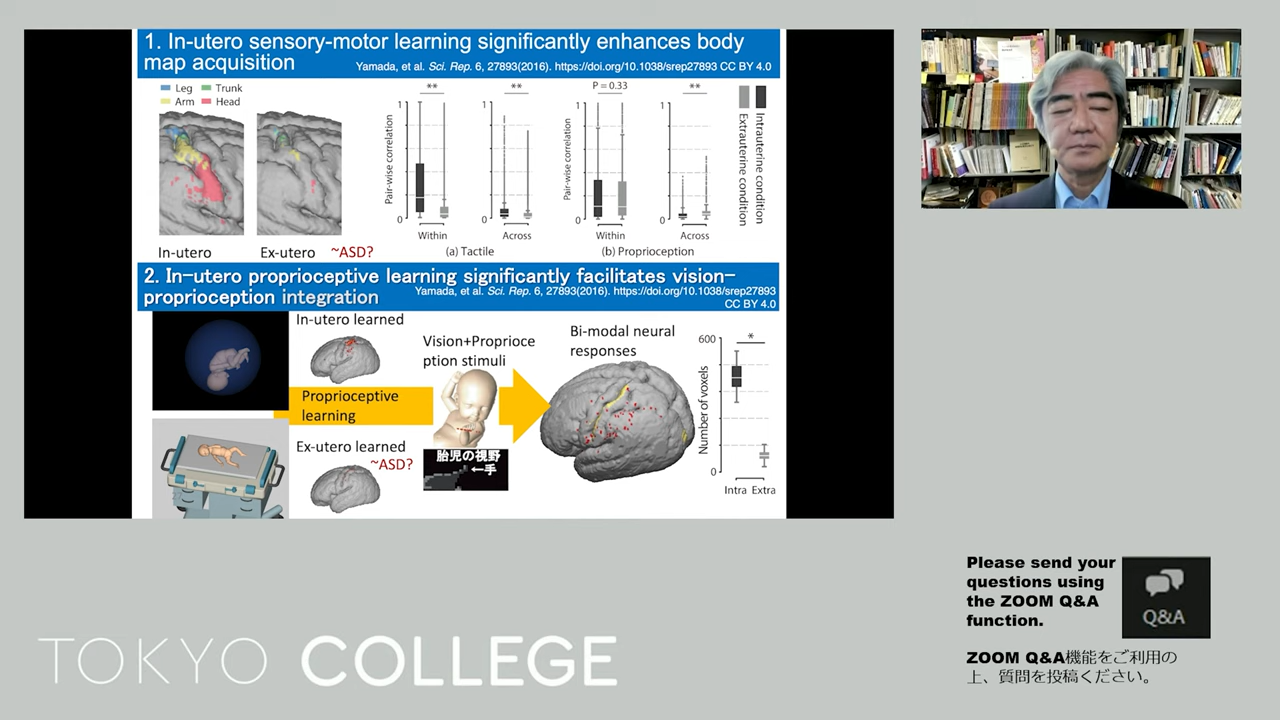 1. In-utero sensory-motor learning significantly enhances body
map acquisition
Yamada, et al. Sci. Rep. 6, 27893(2016). https://doi.org/10.1038/srep27893 CC BY 4.0
Leg
Trunk
Arm
Head
In-utero
Ex-utero
~ASD?
Pair-wise correlation
1
0
**
Within
1
0
**
Across
(a) Tactile
Pair-wise correlation
1
0
P = 0.33
Within
1
0
**
Across
(b) Proprioception
Intrauterine condition
Extrauterine condition
2. In-utero proprioceptive learning significantly facilitates vision-
proprioception integration
Yamada, et al. Sci. Rep. 6, 27893(2016). https://doi.org/10.1038/srep27893
CC BY 4.0
In-utero learned
Proprioceptive
learning
Ex-utero learned
~ASD?
Vision+Proprioce
ption stimuli
胎児の視野
←手
Bi-modal neural
responses
Number of voxels
600
0
*
Intra Extra
Please send your
questions using
the ZOOM Q&A
function.
Q&A
ZOOM Q&A機能をご利用の
上、質問を投稿ください。
TOKYO COLLEGE